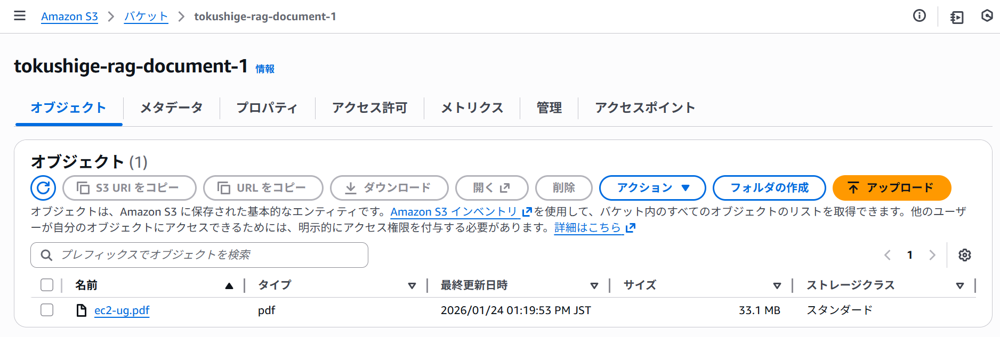 Amazon S3 > バケット > tokushige-rag-document-1
tokushige-rag-document-1 情報
オブジェクト メタデータ プロパティ アクセス許可 メトリクス 管理 アクセスポイント
オブジェクト (1)
S3 URI をコピー URL をコピー ダウンロード 開く 削除 アクション フォルダの作成 アップロード
オブジェクトは、Amazon S3 に保存された基本的なエンティティです。Amazon S3 インベントリ を使用して、バケット内のすべてのオブジェクトのリストを取得できます。他のユーザ
ーが自分のオブジェクトにアクセスできるためには、明示的にアクセス権限を付与する必要があります。詳細はこちら
プレフィックスでオブジェクトを検索 1
名前 タイプ 最終更新日時 サイズ ストレージクラス
ec2-ug.pdf pdf 2026/01/24 01:19:53 PM JST 33.1 MB スタンダード